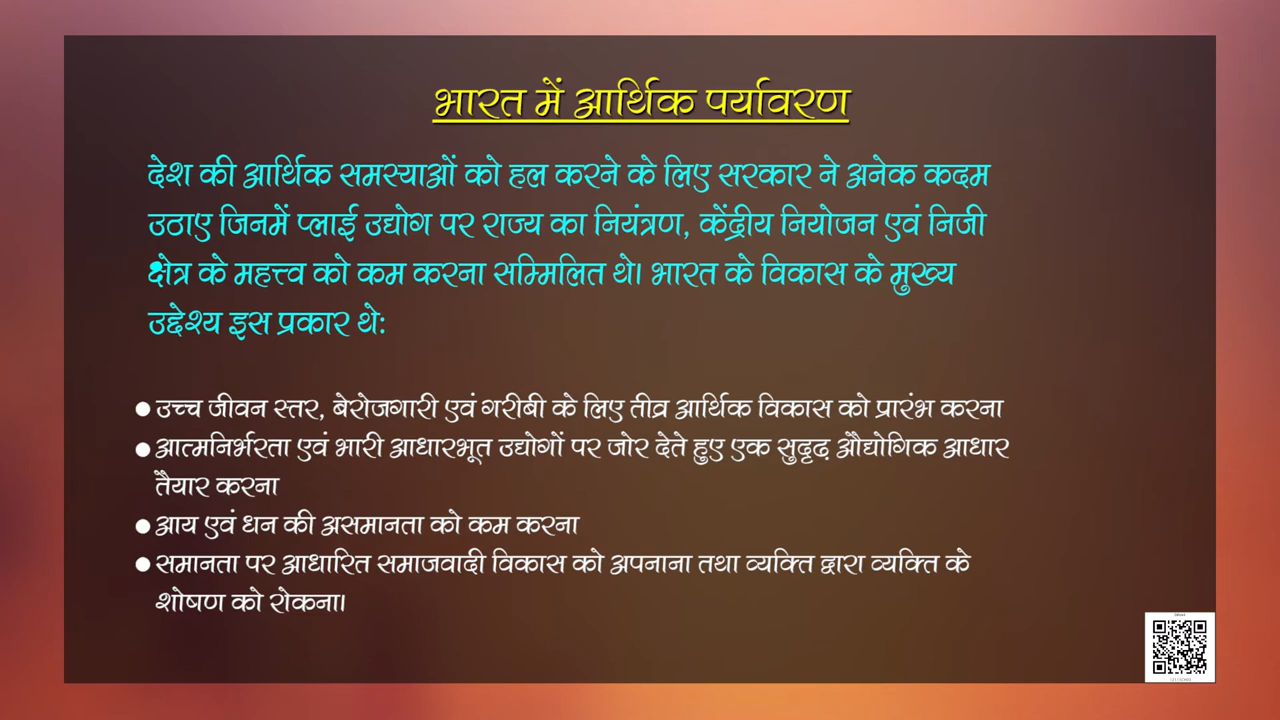 भारत में आर्थिक पर्यावरण
देश की आर्थिक समस्याओं को हल करने के लिए सरकार ने अनेक कदम
उठाए जिनमें प्लाई उद्योग पर राज्य का नियंत्रण, केंद्रीय नियोजन एवं निजी
क्षेत्र के महत्त्व को कम करना सम्मिलित थे। भारत के विकास के मुख्य
उद्देश्य इस प्रकार थे:
● उच्च जीवन स्तर, बेरोजगारी एवं गरीबी के लिए तीव्र आर्थिक विकास को प्रारंभ करना
● आत्मनिर्भरता एवं भारी आधारभूत उद्योगों पर जोर देते हुए एक सुदृढ़ औद्योगिक आधार
तैयार करना
● आय एवं धन की असमानता को कम करना
● समानता पर आधारित समाजवादी विकास को अपनाना तथा व्यक्ति द्वारा व्यक्ति के
शोषण को रोकना।